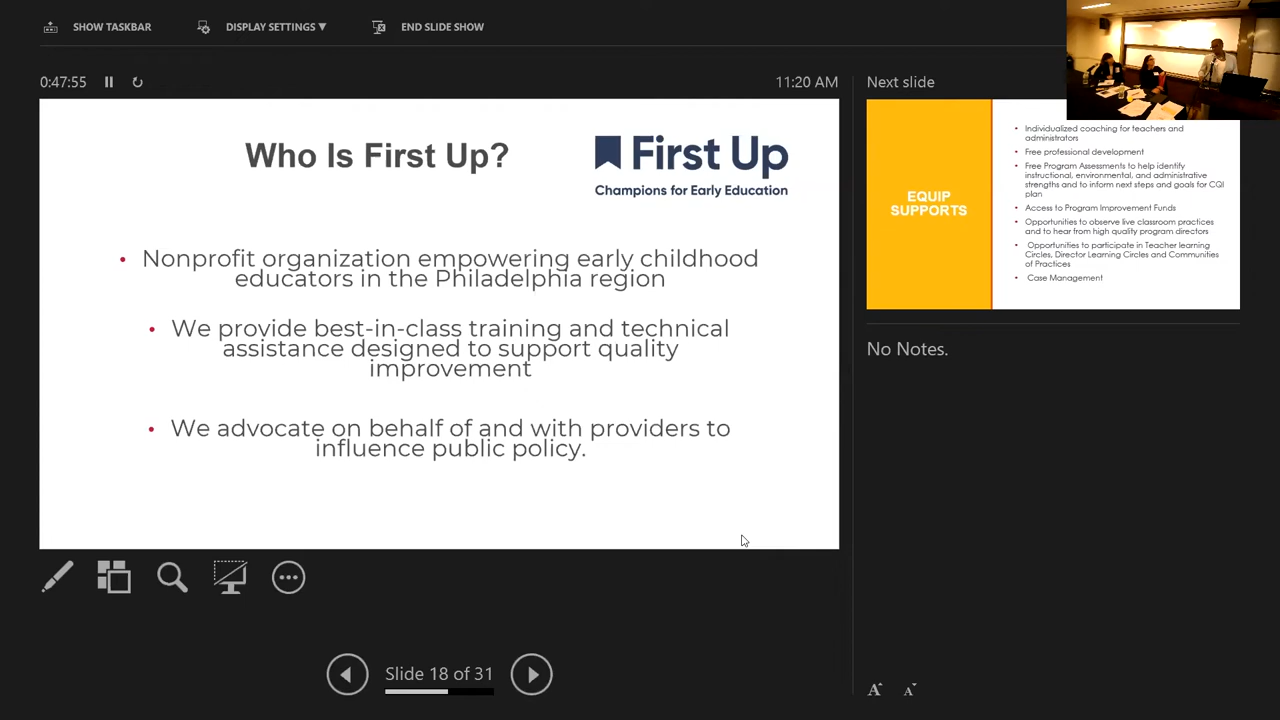 SHOW TASKBAR
DISPLAY SETTINGS ▼
END SLIDE SHOW
0:47:55
11:20 AM
Who Is First Up?
First Up
Champions for Early Education
• Nonprofit organization empowering early childhood
educators in the Philadelphia region
• We provide best-in-class training and technical
assistance designed to support quality
improvement
• We advocate on behalf of and with providers to
influence public policy.
Slide 18 of 31
Next slide
EQUIP
SUPPORTS
• Individualized coaching for teachers and
administrators
• Free professional development
• Free Program Assessments to help identify
instructional, environmental, and administrative
strengths and to inform next steps and goals for CQI
plan
• Access to Program Improvement Funds
• Opportunities to observe live classroom practices
and to hear from high quality program directors
• Opportunities to participate in Teacher learning
Circles, Director Learning Circles and Communities
of Practices
• Case Management
No Notes.
A A